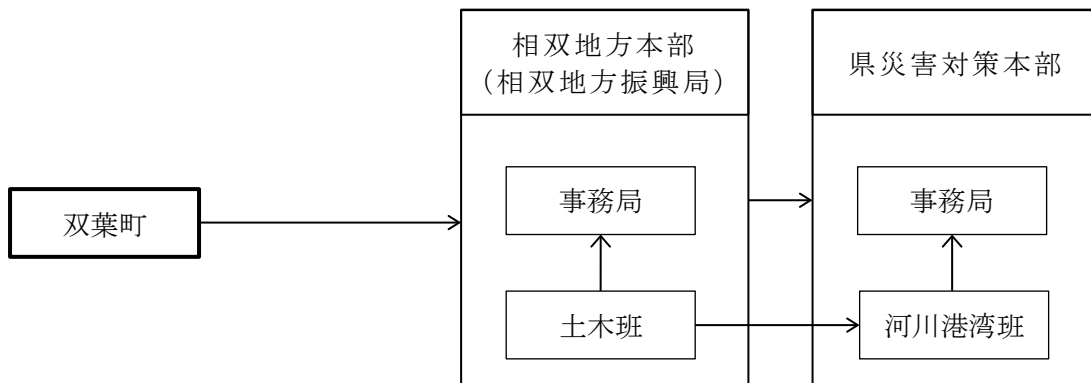 相双地方本部
（相双地方振興局）
県災害対策本部
双葉町
事務局
事務局
土木班
河川港湾班